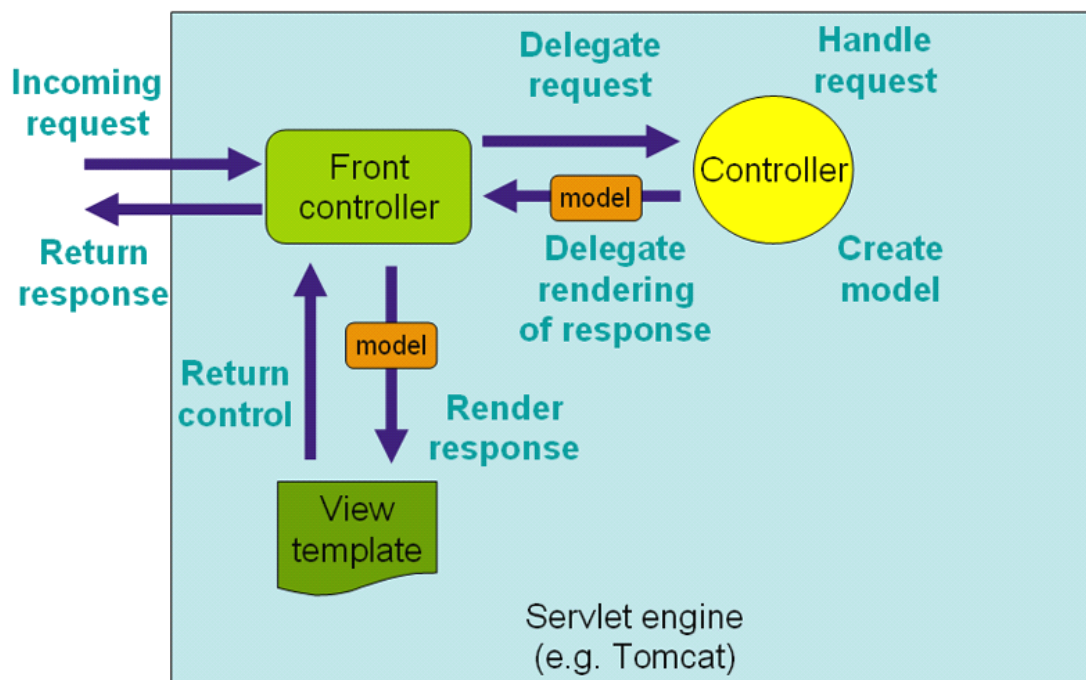 Incoming
request
Return
response
Front
controller
Delegate
request
Handle
request
Controller
model
Delegate
rendering
of response
Create
model
model
Return
control
Render
response
View
template
Servlet engine
(e.g. Tomcat)